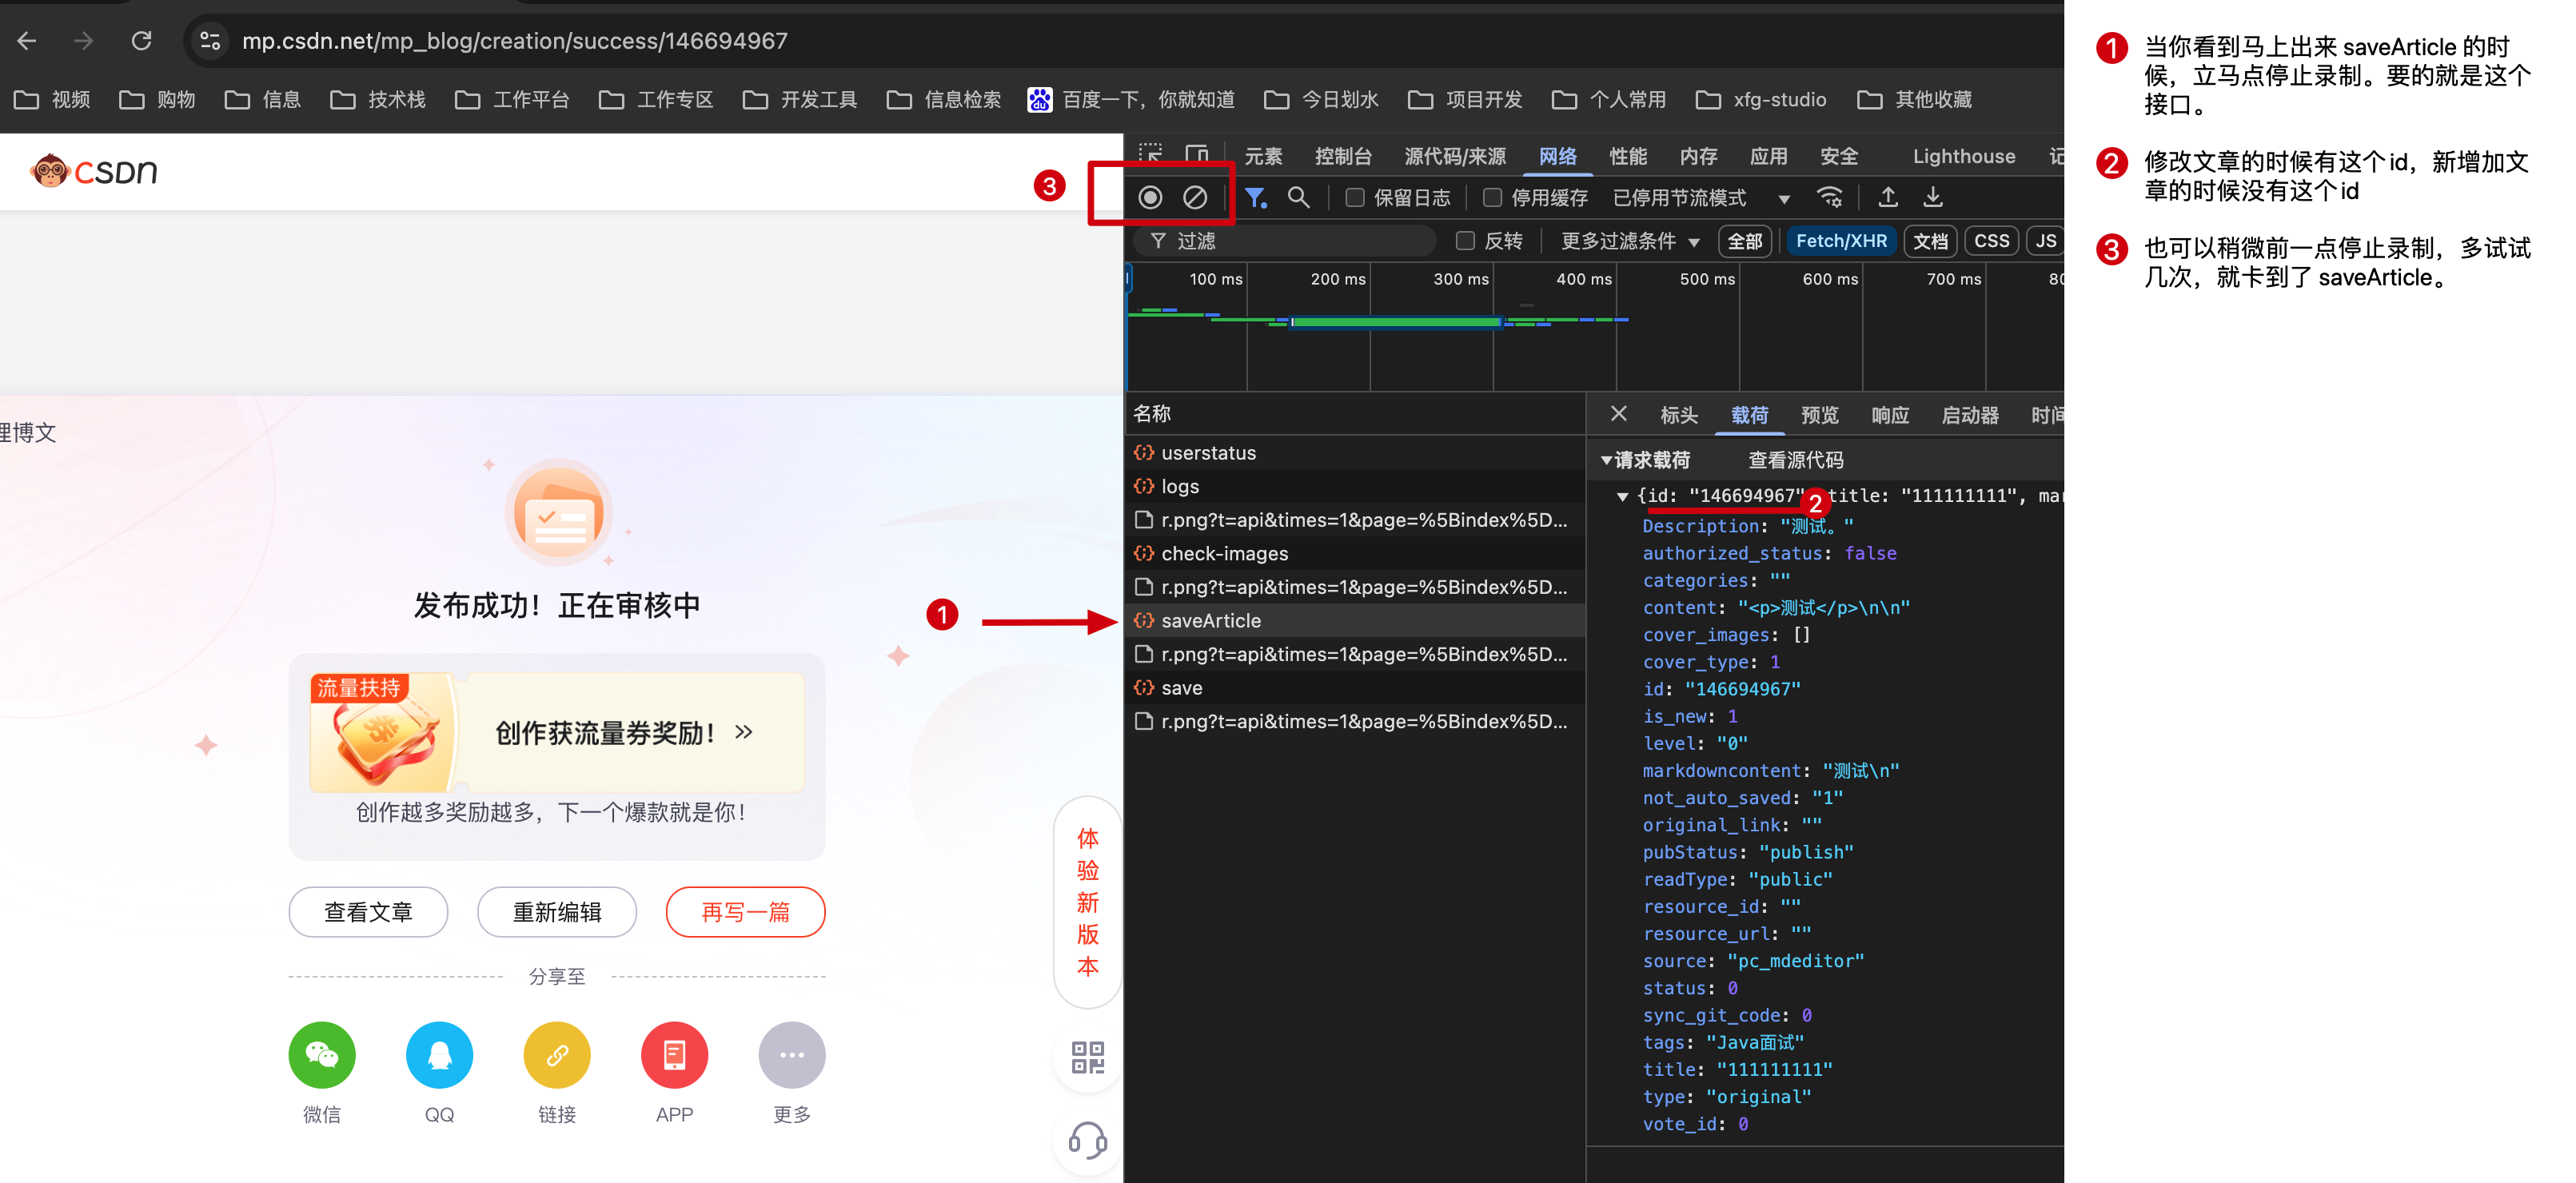 mp.csdn.net/mp_blog/creation/success/146694967
视频 购物 信息 技术栈 工作平台 工作专区 开发工具 信息检索 百度一下，你就知道 今日划水 项目开发 个人常用 xfg-studio 其他收藏
CSDN
理博文
发布成功！正在审核中
流量扶持
创作获流量券奖励！ »
创作越多奖励越多，下一个爆款就是你！
查看文章 重新编辑 再写一篇
分享至
微信 QQ 链接 APP 更多
体
验
新
版
本
1
3
元素 控制台 源代码/来源 网络 性能 内存 应用 安全 Lighthouse 记
保留日志 停用缓存 已停用节流模式
过滤 反转 更多过滤条件 全部 Fetch/XHR 文档 CSS JS
100 ms 200 ms 300 ms 400 ms 500 ms 600 ms 700 ms 80
名称
userstatus
logs
r.png?t=api&times=1&page=%5Bindex%5D...
check-images
r.png?t=api&times=1&page=%5Bindex%5D...
saveArticle
r.png?t=api&times=1&page=%5Bindex%5D...
save
r.png?t=api&times=1&page=%5Bindex%5D...
标头 载荷 预览 响应 启动器 时间
请求载荷 查看源代码
{id: "146694967" 2 title: "111111111", mar
Description: "测试。"
authorized_status: false
categories: ""
content: "<p>测试</p>\n\n"
cover_images: []
cover_type: 1
id: "146694967"
is_new: 1
level: "0"
markdowncontent: "测试\n"
not_auto_saved: "1"
original_link: ""
pubStatus: "publish"
readType: "public"
resource_id: ""
resource_url: ""
source: "pc_mdeditor"
status: 0
sync_git_code: 0
tags: "Java面试"
title: "111111111"
type: "original"
vote_id: 0
1 当你看到马上出来 saveArticle 的时
候，立马点停止录制。要的就是这个
接口。
2 修改文章的时候有这个 id，新增加文
章的时候没有这个 id
3 也可以稍微前一点停止录制，多试试
几次，就卡到了 saveArticle。